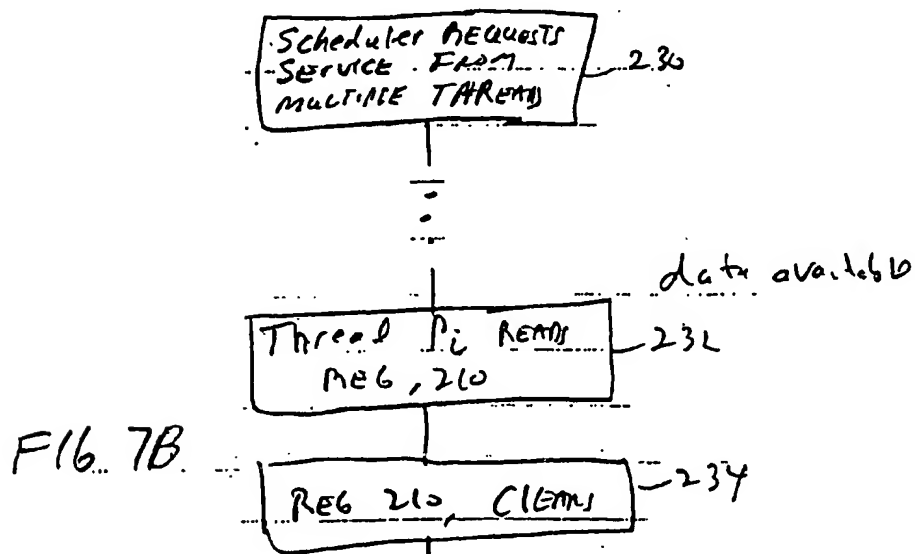 Scheduler REQUESTS
SERVICE FROM
MULTIPLE THREADS
230
data available
Thread Pi READS
REG, 210
232
FIG. 7B
REG 210, CLEARS
234